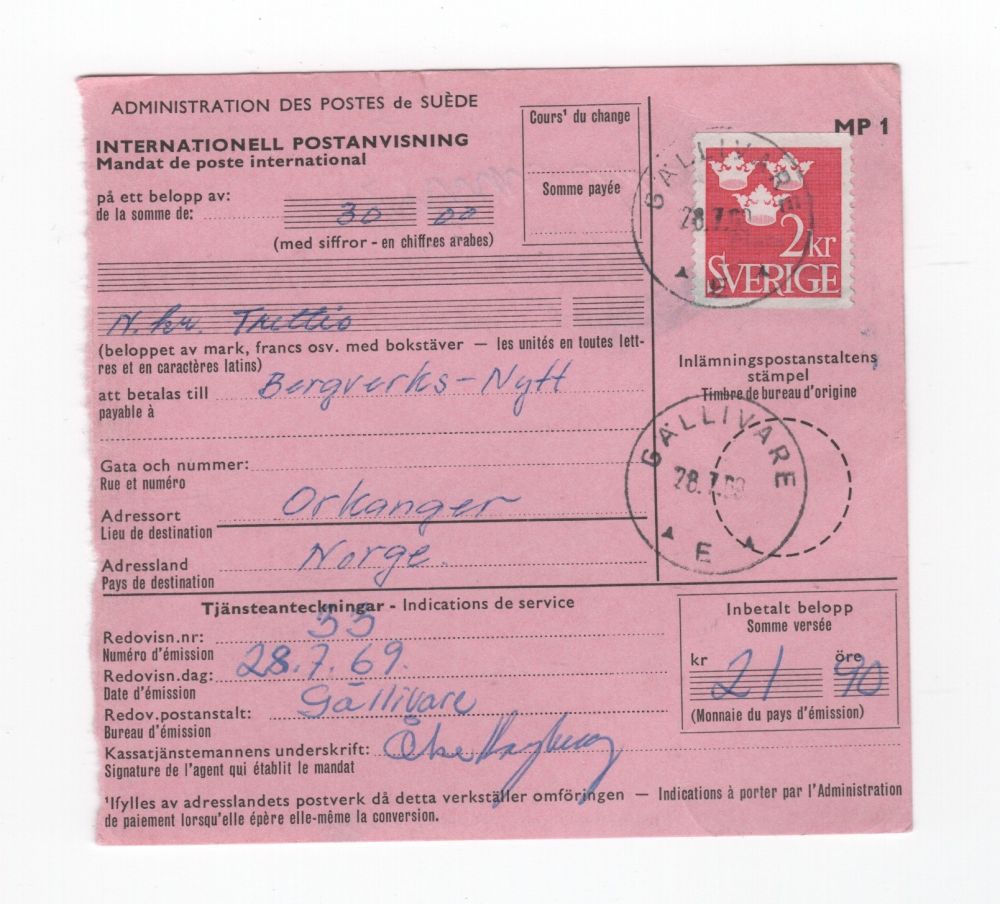 ADMINISTRATION DES POSTES de SUÈDE
INTERNATIONELL POSTANVISNING
Mandat de poste international
Cours¹ du change
Somme payée
MP 1
på ett belopp av:
de la somme de: 30 00
(med siffror - en chiffres arabes)
GÄLLIVARE
28.7.69
E
2kr
SVERIGE
N. kr. Trettio
(beloppet av mark, francs osv. med bokstäver — les unités en toutes lett-
res et en caractères latins)
att betalas till Bergverks-Nytt
payable à
Inlämningspostanstaltens
stämpel
Timbre de bureau d'origine
GÄLLIVARE
28.7.69
E
Gata och nummer:
Rue et numéro
Adressort Orkanger
Lieu de destination
Adressland Norge.
Pays de destination
Tjänsteanteckningar - Indications de service
Redovisn.nr: 33
Numéro d'émission
Redovisn.dag: 28.7.69.
Date d'émission
Redov.postanstalt: Gällivare
Bureau d'émission
Kassatjänstemannens underskrift: Åke
Signature de l'agent qui établit le mandat
Inbetalt belopp
Somme versée
kr 21 öre 90
(Monnaie du pays d'émission)
¹Ifylles av adresslandets postverk då detta verkställer omföringen — Indications à porter par l'Administration
de paiement lorsqu'elle épère elle-même la conversion.